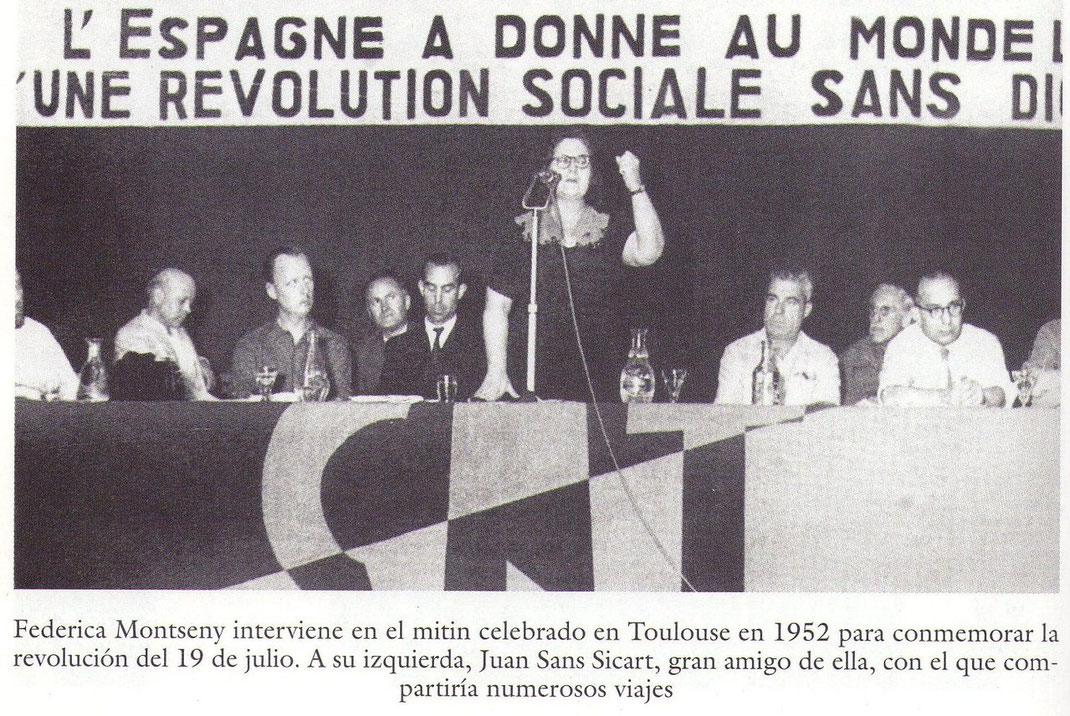 L'ESPAGNE A DONNE AU MONDE
'UNE REVOLUTION SOCIALE SANS
CNT
Federica Montseny interviene en el mitin celebrado en Toulouse en 1952 para conmemorar la
revolución del 19 de julio. A su izquierda, Juan Sans Sicart, gran amigo de ella, con el que com-
partiría numerosos viajes